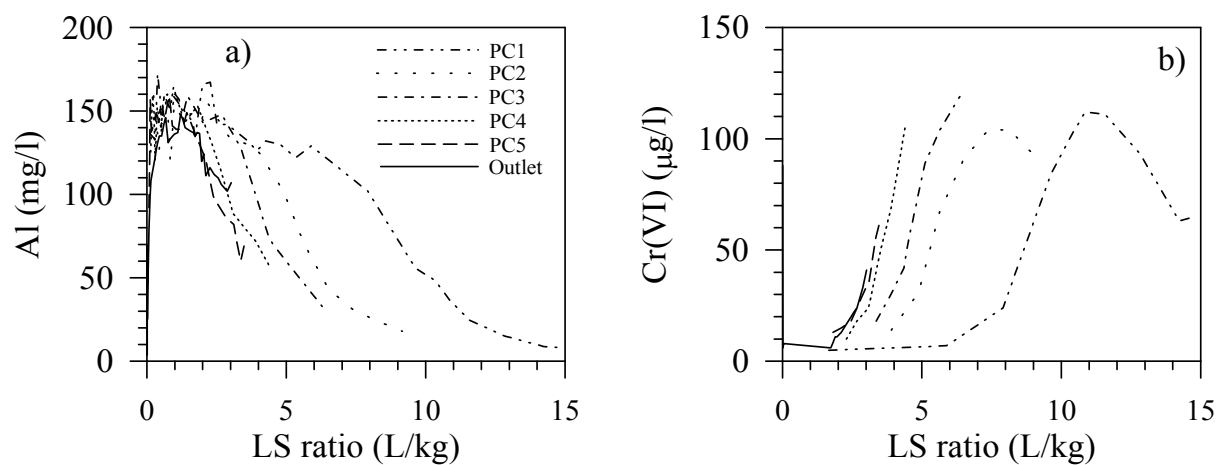 200
150
100
50
0
Al (mg/l)
a)
PC1
PC2
PC3
PC4
PC5
Outlet
0 5 10 15
LS ratio (L/kg)
150
100
50
0
Cr(VI) (µg/l)
b)
0 5 10 15
LS ratio (L/kg)